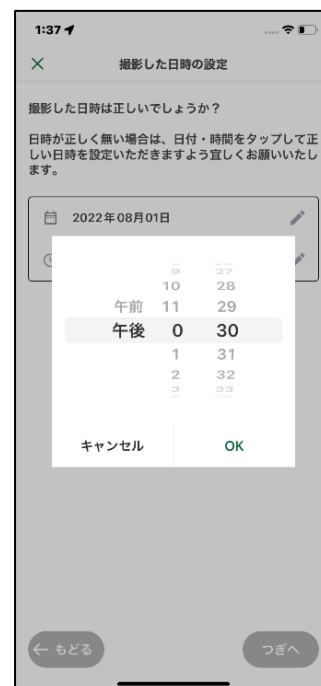 1:37
撮影した日時の設定
撮影した日時は正しいでしょうか？
日時が正しく無い場合は、日付・時間をタップして正
しい日時を設定いただきますよう宜しくお願いいたし
ます。
2022年08月01日
9 27
10 28
午前 11 29
午後 0 30
1 31
2 32
3 33
キャンセル OK
もどる つぎへ